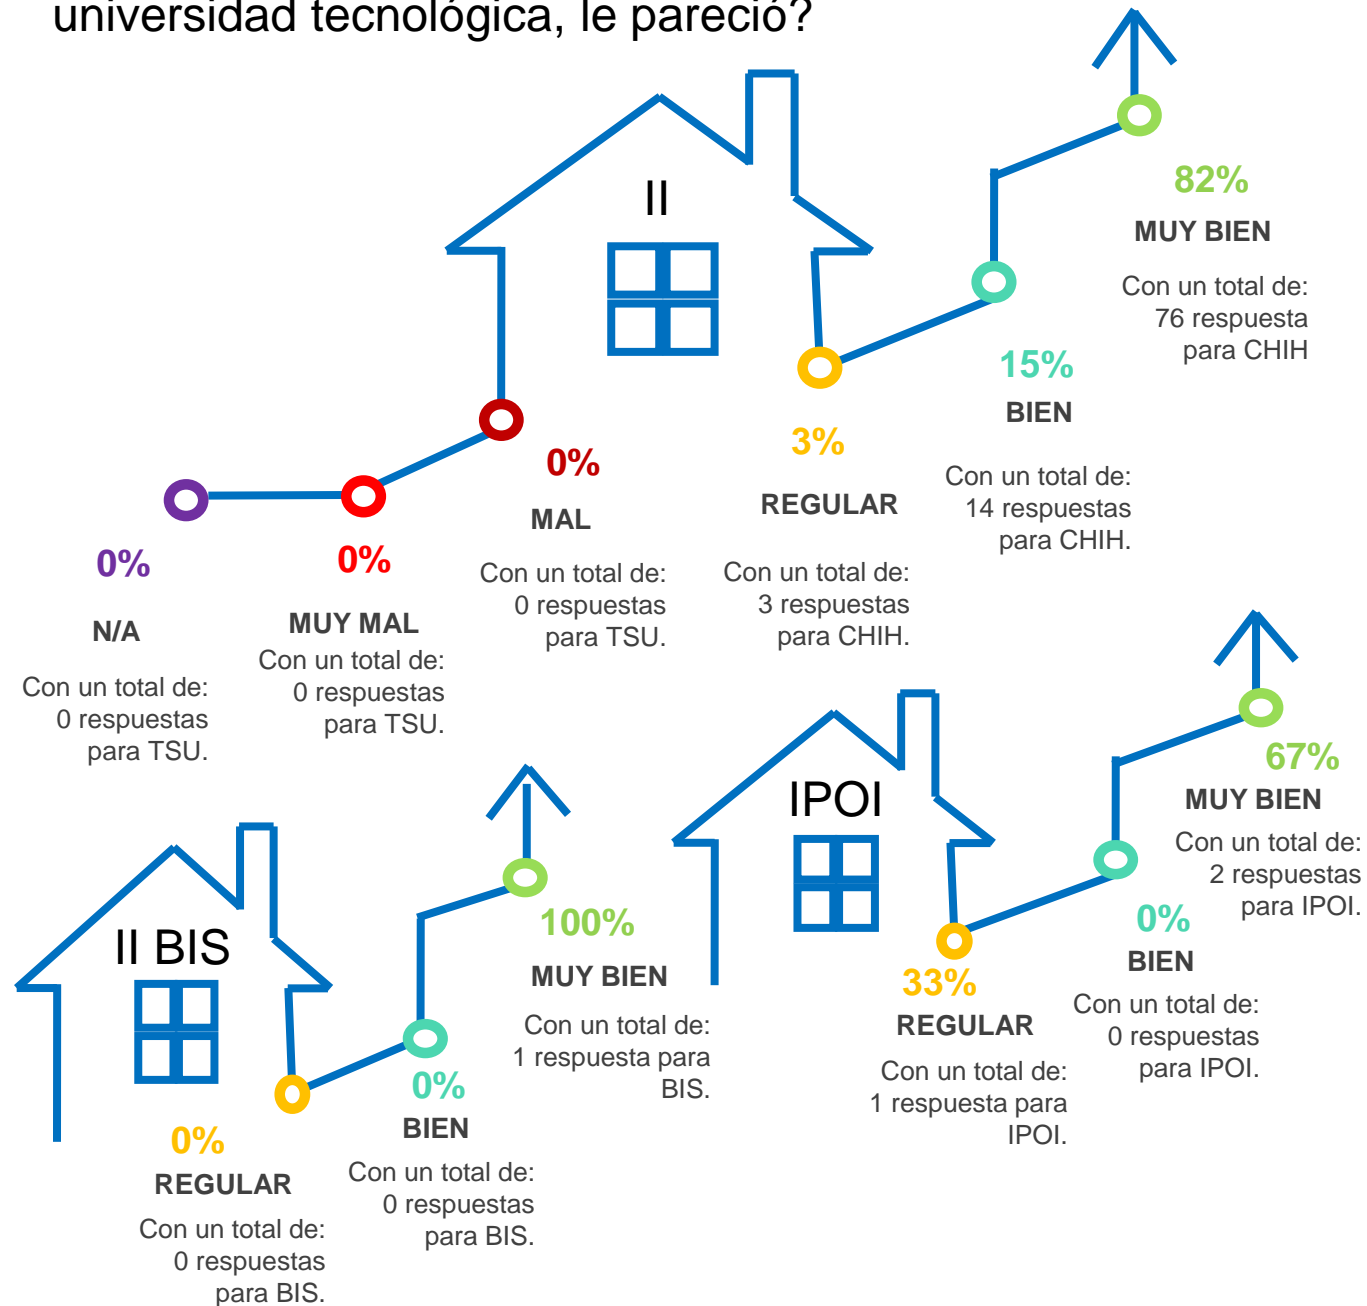 universidad tecnológica, le pareció?
II
82%
MUY BIEN
Con un total de:
76 respuesta
para CHIH
15%
BIEN
Con un total de:
14 respuestas
para CHIH.
3%
REGULAR
Con un total de:
3 respuestas
para CHIH.
0%
MAL
Con un total de:
0 respuestas
para TSU.
0%
MUY MAL
Con un total de:
0 respuestas
para TSU.
0%
N/A
Con un total de:
0 respuestas
para TSU.
IPOI
67%
MUY BIEN
Con un total de:
2 respuestas
para IPOI.
0%
BIEN
Con un total de:
0 respuestas
para IPOI.
33%
REGULAR
Con un total de:
1 respuesta para
IPOI.
II BIS
100%
MUY BIEN
Con un total de:
1 respuesta para
BIS.
0%
BIEN
Con un total de:
0 respuestas
para BIS.
0%
REGULAR
Con un total de:
0 respuestas
para BIS.